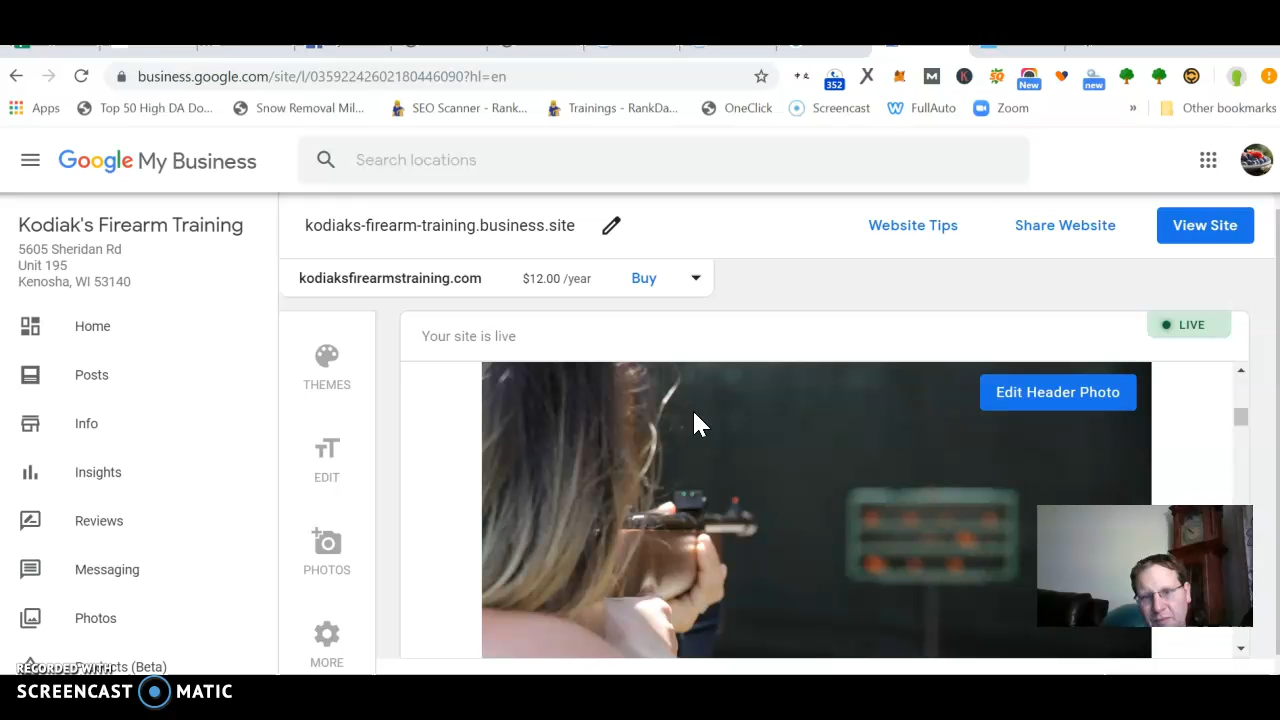 business.google.com/site/l/03592242602180446090?hl=en
352
New
new
Apps
Top 50 High DA Do...
Snow Removal Mil...
SEO Scanner - Rank...
Trainings - RankDa...
OneClick
Screencast
FullAuto
Zoom
»
Other bookmarks
Google My Business
Search locations
Kodiak's Firearm Training
5605 Sheridan Rd
Unit 195
Kenosha, WI 53140
kodiaks-firearm-training.business.site
Website Tips
Share Website
View Site
kodiaksfirearmstraining.com
$12.00 /year
Buy
Your site is live
LIVE
Home
Posts
Info
Insights
Reviews
Messaging
Photos
(Beta)
THEMES
EDIT
PHOTOS
MORE
Edit Header Photo
RECORDED WITH
SCREENCAST MATIC